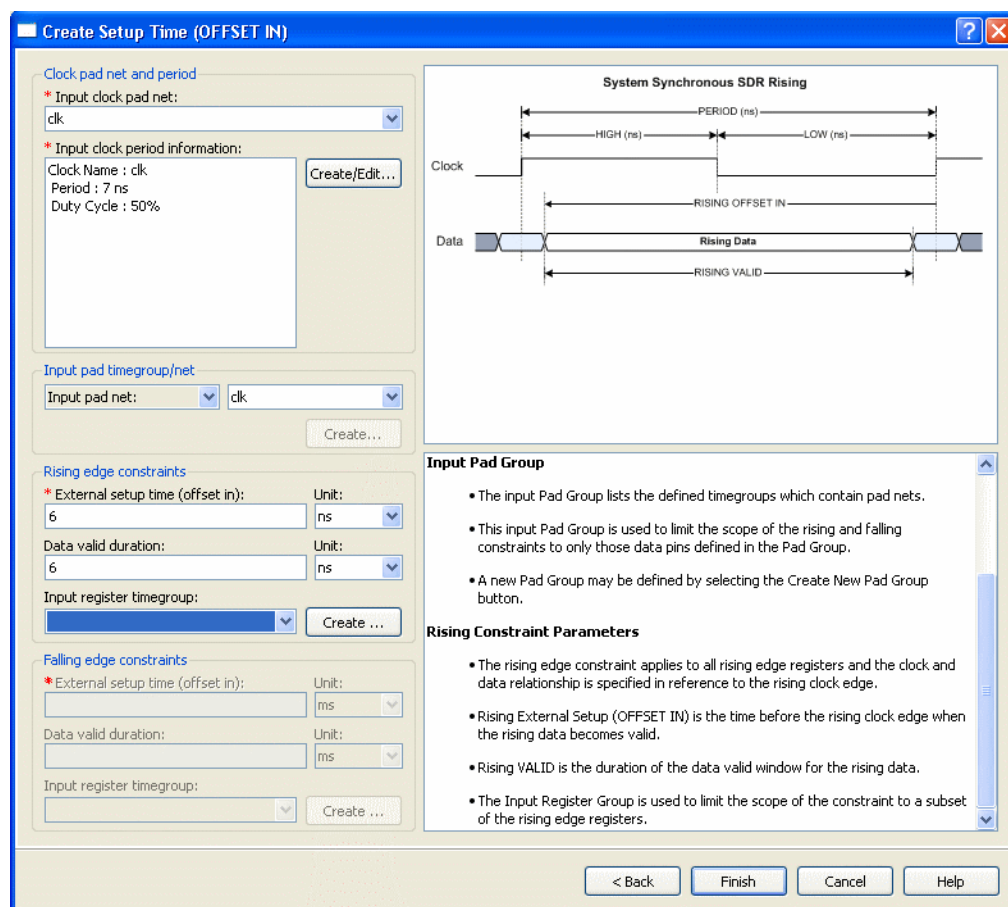 Create Setup Time (OFFSET IN)
Clock pad net and period
* Input clock pad net:
clk
* Input clock period information:
Clock Name : clk
Period : 7 ns
Duty Cycle : 50%
Create/Edit...
Input pad timegroup/net
Input pad net:
clk
Create...
Rising edge constraints
* External setup time (offset in):
Unit:
6
ns
Data valid duration:
Unit:
6
ns
Input register timegroup:
Create ...
Falling edge constraints
* External setup time (offset in):
Unit:
ms
Data valid duration:
Unit:
ms
Input register timegroup:
Create ...
System Synchronous SDR Rising
PERIOD (ns)
HIGH (ns)
LOW (ns)
Clock
RISING OFFSET IN
Data
Rising Data
RISING VALID
Input Pad Group
• The input Pad Group lists the defined timegroups which contain pad nets.
• This input Pad Group is used to limit the scope of the rising and falling
constraints to only those data pins defined in the Pad Group.
• A new Pad Group may be defined by selecting the Create New Pad Group
button.
Rising Constraint Parameters
• The rising edge constraint applies to all rising edge registers and the clock and
data relationship is specified in reference to the rising clock edge.
• Rising External Setup (OFFSET IN) is the time before the rising clock edge when
the rising data becomes valid.
• Rising VALID is the duration of the data valid window for the rising data.
• The Input Register Group is used to limit the scope of the constraint to a subset
of the rising edge registers.
< Back
Finish
Cancel
Help